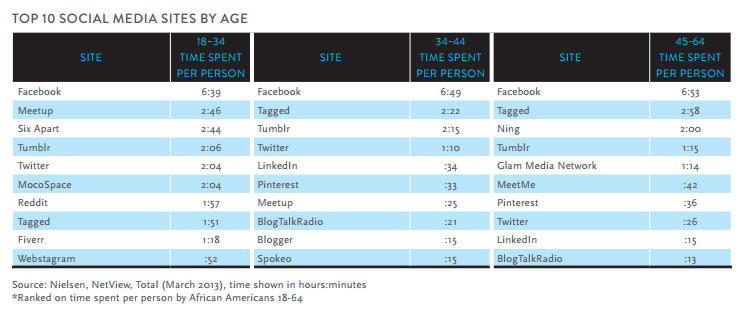 TOP 10 SOCIAL MEDIA SITES BY AGE
SITE 18–34 TIME SPENT PER PERSON SITE 34-44 TIME SPENT PER PERSON SITE 45-64 TIME SPENT PER PERSON
Facebook 6:39 Facebook 6:49 Facebook 6:53
Meetup 2:46 Tagged 2:22 Tagged 2:58
Six Apart 2:44 Tumblr 2:15 Ning 2:00
Tumblr 2:06 Twitter 1:10 Tumblr 1:15
Twitter 2:04 LinkedIn :34 Glam Media Network 1:14
MocoSpace 2:04 Pinterest :33 MeetMe :42
Reddit 1:57 Meetup :25 Pinterest :36
Tagged 1:51 BlogTalkRadio :21 Twitter :26
Fiverr 1:18 Blogger :15 LinkedIn :15
Webstagram :52 Spokeo :15 BlogTalkRadio :13
Source: Nielsen, NetView, Total (March 2013), time shown in hours:minutes
*Ranked on time spent per person by African Americans 18-64